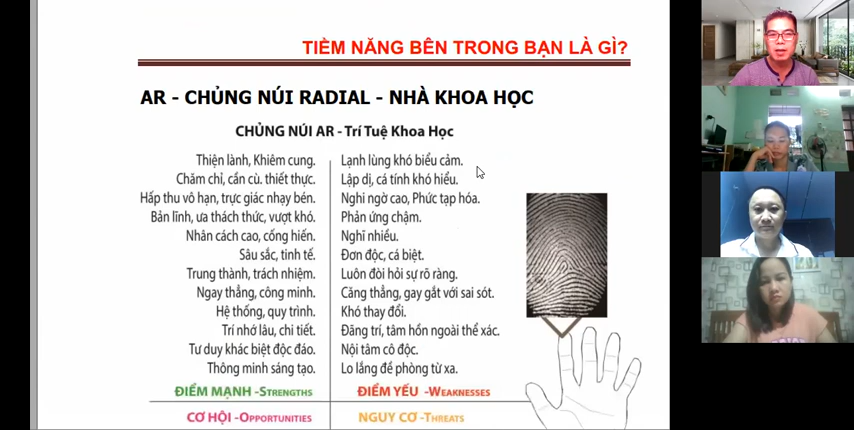 TIỀM NĂNG BÊN TRONG BẠN LÀ GÌ?
AR - CHỦNG NÚI RADIAL - NHÀ KHOA HỌC
CHỦNG NÚI AR - Trí Tuệ Khoa Học
Thiện lành, Khiêm cung.
Chăm chỉ, cần cù. thiết thực.
Hấp thu vô hạn, trực giác nhạy bén.
Bản lĩnh, ưa thách thức, vượt khó.
Nhân cách cao, cống hiến.
Sâu sắc, tinh tế.
Trung thành, trách nhiệm.
Ngay thẳng, công minh.
Hệ thống, quy trình.
Trí nhớ lâu, chi tiết.
Tư duy khác biệt độc đáo.
Thông minh sáng tạo.
ĐIỂM MẠNH -STRENGTHS
CƠ HỘI -OPPORTUNITIES
Lạnh lùng khó biểu cảm.
Lập dị, cá tính khó hiểu.
Nghi ngờ cao, Phức tạp hóa.
Phản ứng chậm.
Nghĩ nhiều.
Đơn độc, cá biệt.
Luôn đòi hỏi sự rõ ràng.
Căng thẳng, gay gắt với sai sót.
Khó thay đổi.
Đãng trí, tâm hồn ngoài thể xác.
Nội tâm cô độc.
Lo lắng đề phòng từ xa.
ĐIỂM YẾU -WEAKNESSES
NGUY CƠ -THREATS